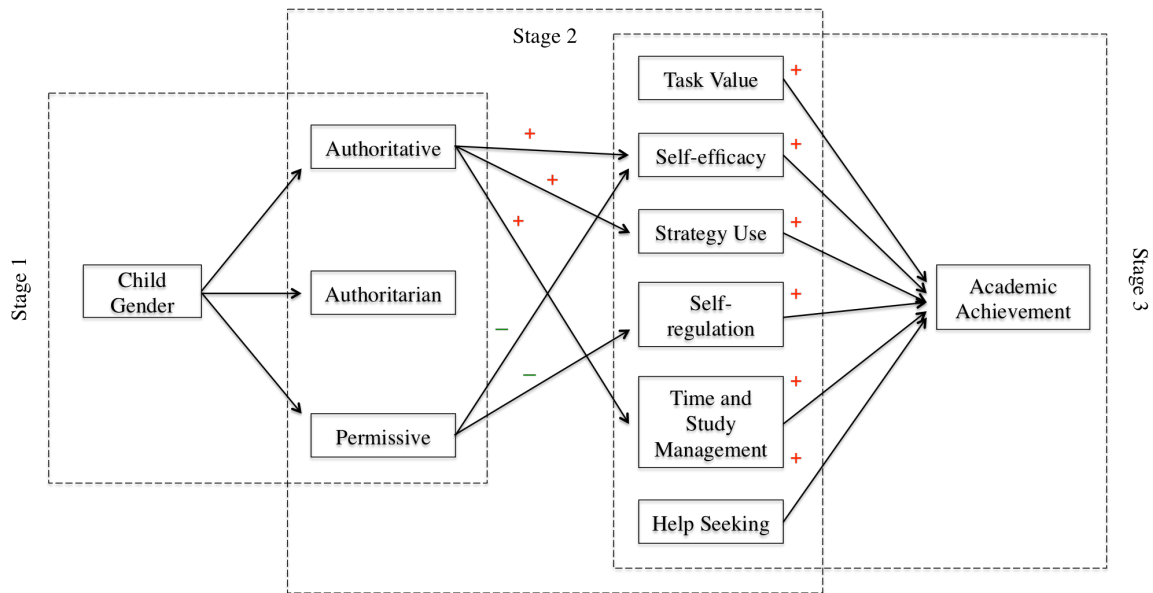 Stage 1
Stage 2
Stage 3
Child
Gender
Authoritative
Authoritarian
Permissive
+
+
+
–
–
Task Value
Self-efficacy
Strategy Use
Self-
regulation
Time and
Study
Management
Help Seeking
+
+
+
+
+
+
Academic
Achievement